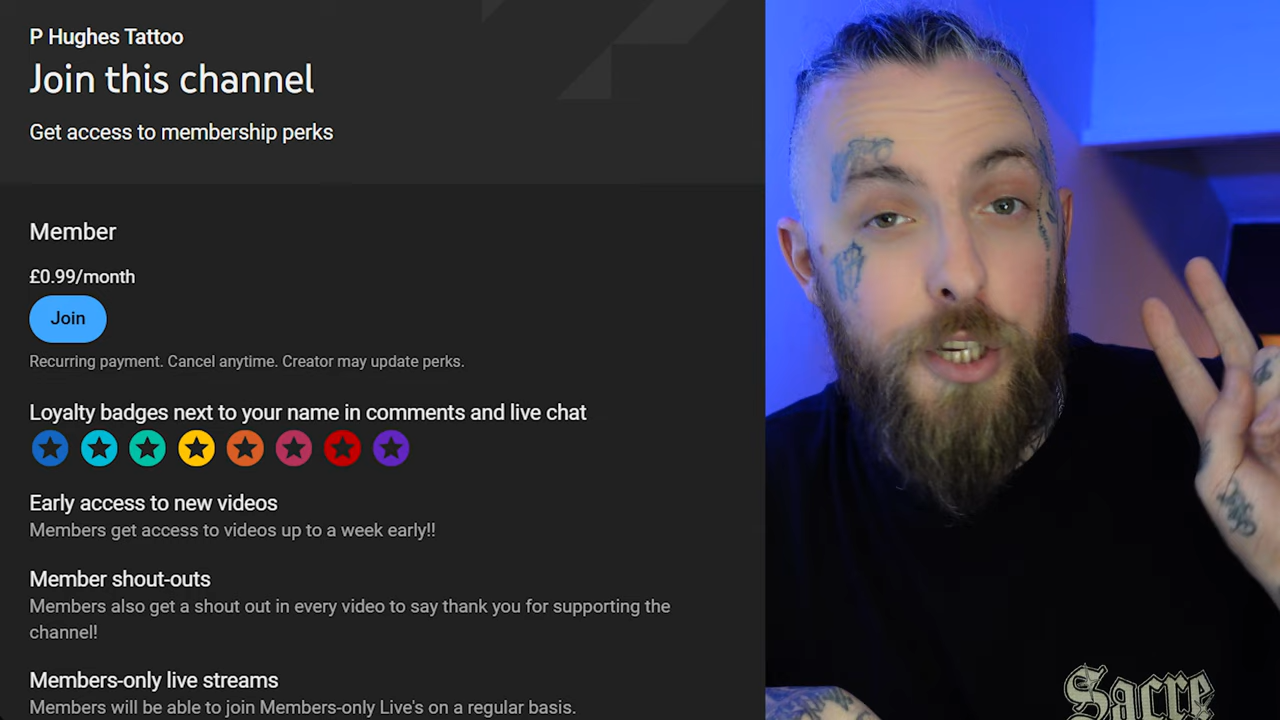 P Hughes Tattoo
Join this channel
Get access to membership perks
Member
£0.99/month
Join
Recurring payment. Cancel anytime. Creator may update perks.
Loyalty badges next to your name in comments and live chat
Early access to new videos
Members get access to videos up to a week early!!
Member shout-outs
Members also get a shout out in every video to say thank you for supporting the
channel!
Members-only live streams
Members will be able to join Members-only Live's on a regular basis.
Sacre